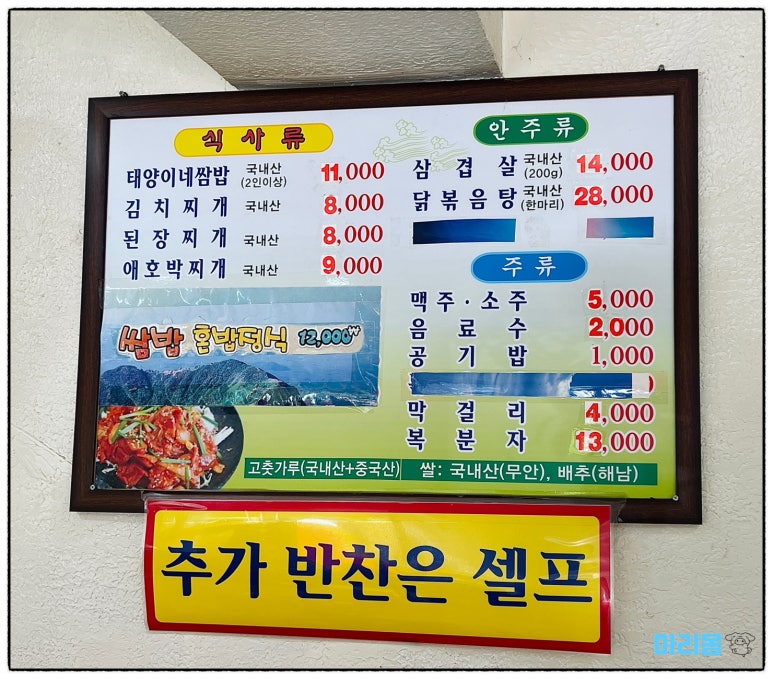 식사류
태양이네쌈밥 국내산 (2인이상) 11,000
김치찌개 국내산 8,000
된장찌개 국내산 8,000
애호박찌개 국내산 9,000
쌈밥 혼밥정식 12,000₩
안주류
삼겹살 국내산 (200g) 14,000
닭볶음탕 국내산 (한마리) 28,000
주류
맥주·소주 5,000
음료수 2,000
공기밥 1,000
막걸리 4,000
복분자 13,000
고춧가루(국내산+중국산) 쌀: 국내산(무안), 배추(해남)
추가 반찬은 셀프
마리몰